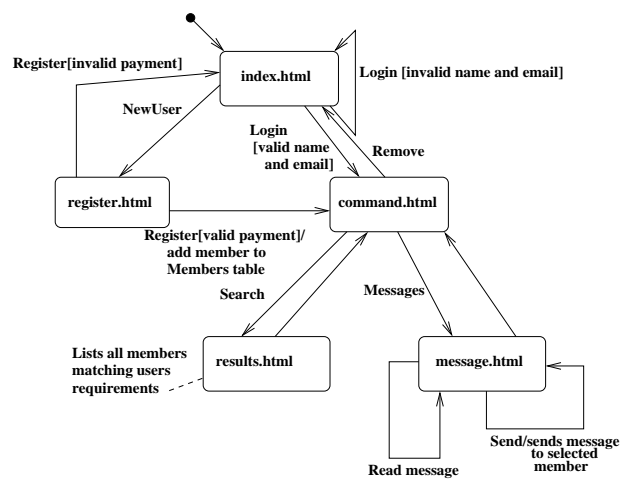 Register[invalid payment]
index.html
Login [invalid name and email]
NewUser
Login
[valid name
and email]
Remove
register.html
command.html
Register[valid payment]/
add member to
Members table
Search
Messages
Lists all members
matching users
requirements
results.html
message.html
Send/sends message
to selected
member
Read message